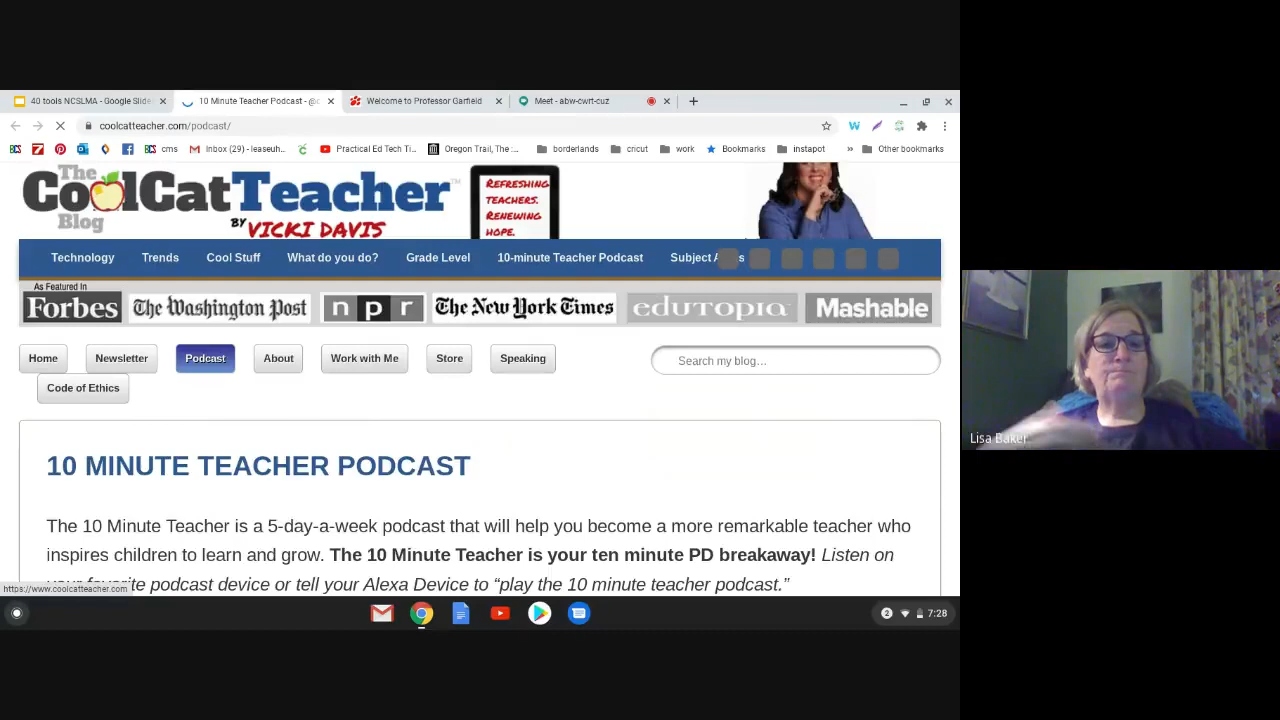 40 tools NCSLMA - Google Slide
10 Minute Teacher Podcast - @c
Welcome to Professor Garfield
Meet - abw-cwrt-cuz
coolcatteacher.com/podcast/
BCS cms
Inbox (29) - leaseuh...
Practical Ed Tech Ti...
Oregon Trail, The :...
borderlands
cricut
work
Bookmarks
instapot
»
Other bookmarks
The
CoolCatTeacher™
Blog
BY VICKI DAVIS
REFRESHING
TEACHERS.
RENEWING
HOPE.
Technology
Trends
Cool Stuff
What do you do?
Grade Level
10-minute Teacher Podcast
As Featured In
Forbes
The Washington Post
npr
The New York Times
edutopia
Mashable
Home
Newsletter
Podcast
About
Work with Me
Store
Speaking
Search my blog...
Code of Ethics
10 MINUTE TEACHER PODCAST
The 10 Minute Teacher is a 5-day-a-week podcast that will help you become a more remarkable teacher who
inspires children to learn and grow. The 10 Minute Teacher is your ten minute PD breakaway! Listen on
your favorite podcast device or tell your Alexa Device to “play the 10 minute teacher podcast.”
https://www.coolcatteacher.com
2
7:28
Lisa Baker